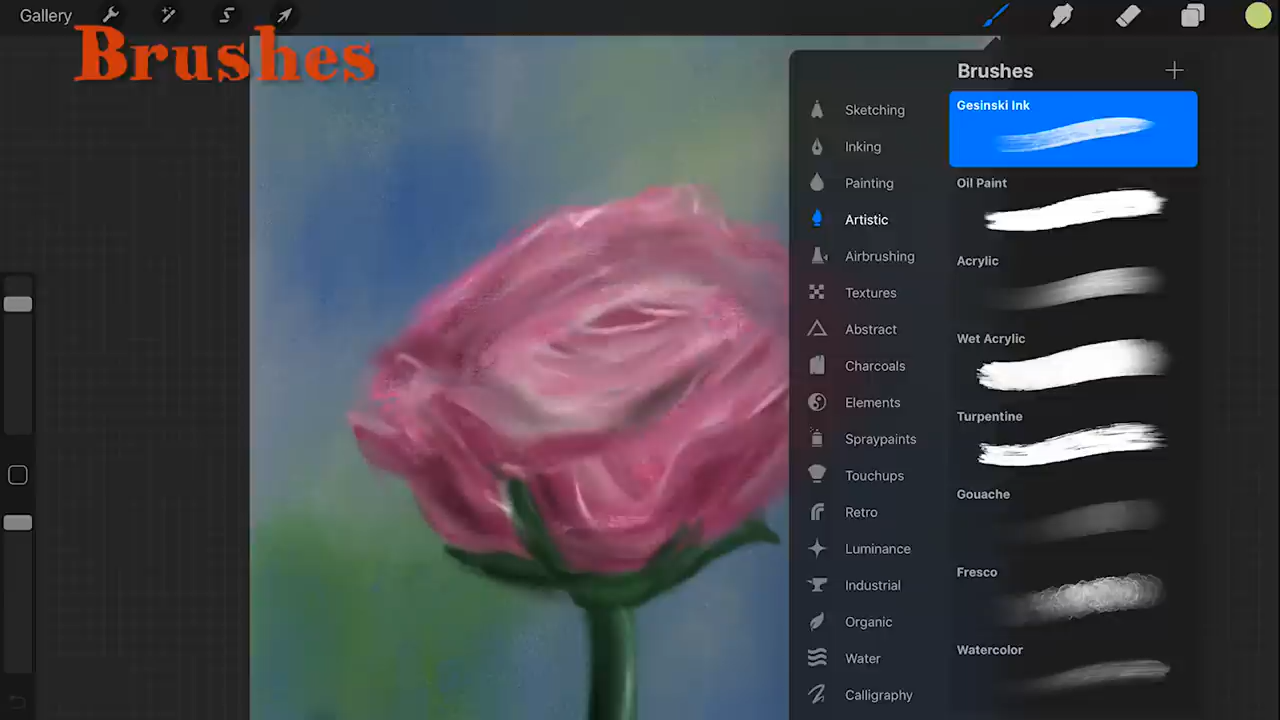 Gallery
Brushes
Brushes
Sketching
Inking
Painting
Artistic
Airbrushing
Textures
Abstract
Charcoals
Elements
Spraypaints
Touchups
Retro
Luminance
Industrial
Organic
Water
Calligraphy
Gesinski Ink
Oil Paint
Acrylic
Wet Acrylic
Turpentine
Gouache
Fresco
Watercolor